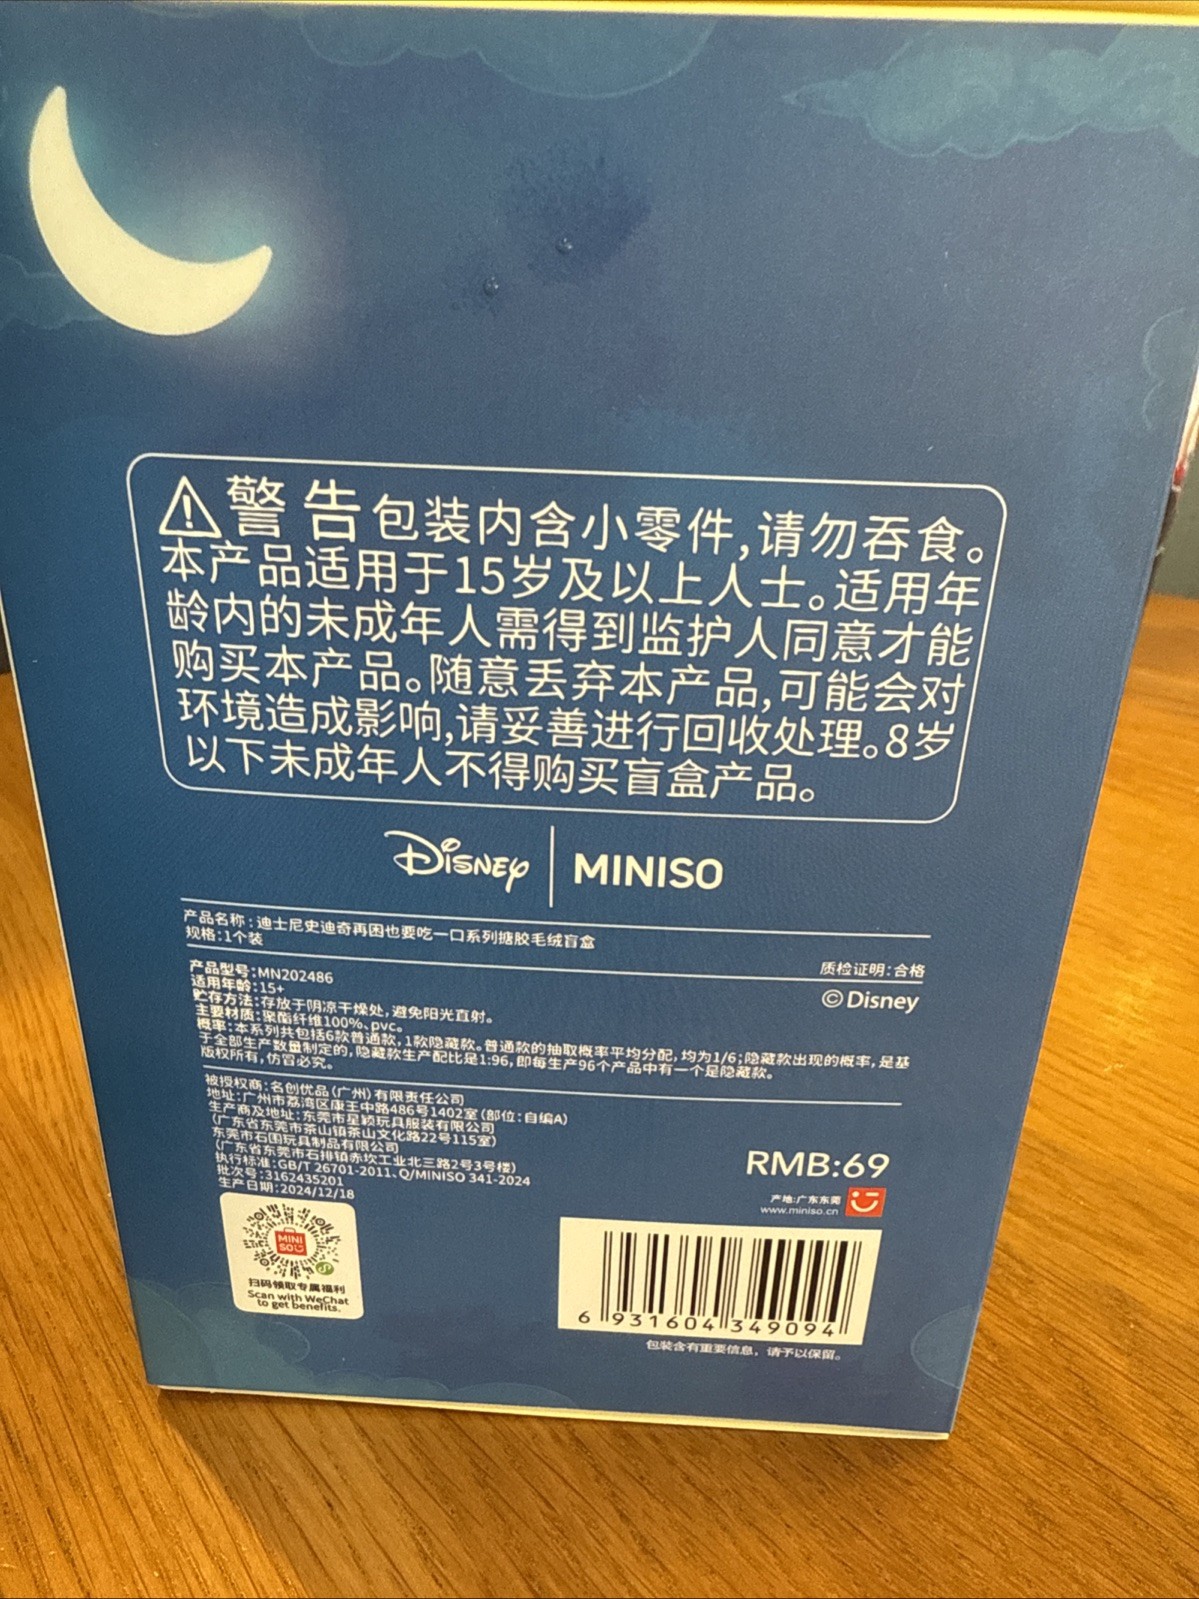 警告包装内含小零件,请勿吞食。
本产品适用于15岁及以上人士。适用年
龄内的未成年人需得到监护人同意才能
购买本产品。随意丢弃本产品,可能会对
环境造成影响,请妥善进行回收处理。8岁
以下未成年人不得购买盲盒产品。
Disney | MINISO
产品名称:迪士尼史迪奇再困也要吃一口系列搪胶毛绒盲盒
规格:1个装
质检证明:合格
产品型号:MN202486
©Disney
适用年龄:15+
贮存方法:存放于阴凉干燥处,避免阳光直射。
主要材质:聚酯纤维100%、pvc。
概率:本系列共包括6款普通款,1款隐藏款。普通款的抽取概率平均分配,均为1/6;隐藏款出现的概率,是基
于全部生产数量制定的,隐藏款生产配比是1:96,即每生产96个产品中有一个是隐藏款。
版权所有,仿冒必究。
被授权商:名创优品(广州)有限责任公司
地址:广州市荔湾区康王中路486号1402室(部位:自编A)
生产商及地址:东莞市星颖玩具服装有限公司
(广东省东莞市茶山镇茶山文化路22号115室)
东莞市石图玩具制品有限公司
(广东省东莞市石排镇赤坎工业北三路2号3号楼)
执行标准:GB/T 26701-2011、Q/MINISO 341-2024
批次号:3162435201
生产日期:2024/12/18
RMB:69
产地:广东东莞
www.miniso.cn
MINI
SO
扫码领取专属福利
Scan with WeChat
to get benefits.
6 931604 349094
包装含有重要信息，请予以保留。